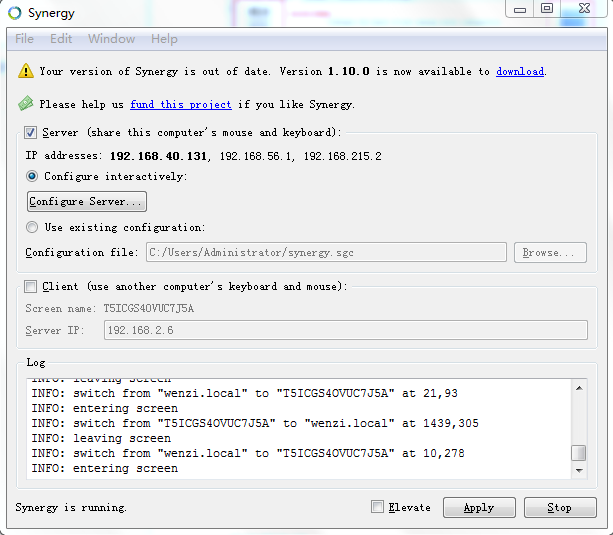 Synergy
File Edit Window Help
Your version of Synergy is out of date. Version 1.10.0 is now available to download.
Please help us fund this project if you like Synergy.
Server (share this computer's mouse and keyboard):
IP addresses: 192.168.40.131, 192.168.56.1, 192.168.215.2
Configure interactively:
Configure Server...
Use existing configuration:
Configuration file: C:/Users/Administrator/synergy.sgc Browse...
Client (use another computer's keyboard and mouse):
Screen name: T5ICGS4OVUC7J5A
Server IP: 192.168.2.6
Log
INFO: leaving screen
INFO: switch from "wenzi.local" to "T5ICGS4OVUC7J5A" at 21,93
INFO: entering screen
INFO: switch from "T5ICGS4OVUC7J5A" to "wenzi.local" at 1439,305
INFO: leaving screen
INFO: switch from "wenzi.local" to "T5ICGS4OVUC7J5A" at 10,278
INFO: entering screen
Synergy is running. Elevate Apply Stop